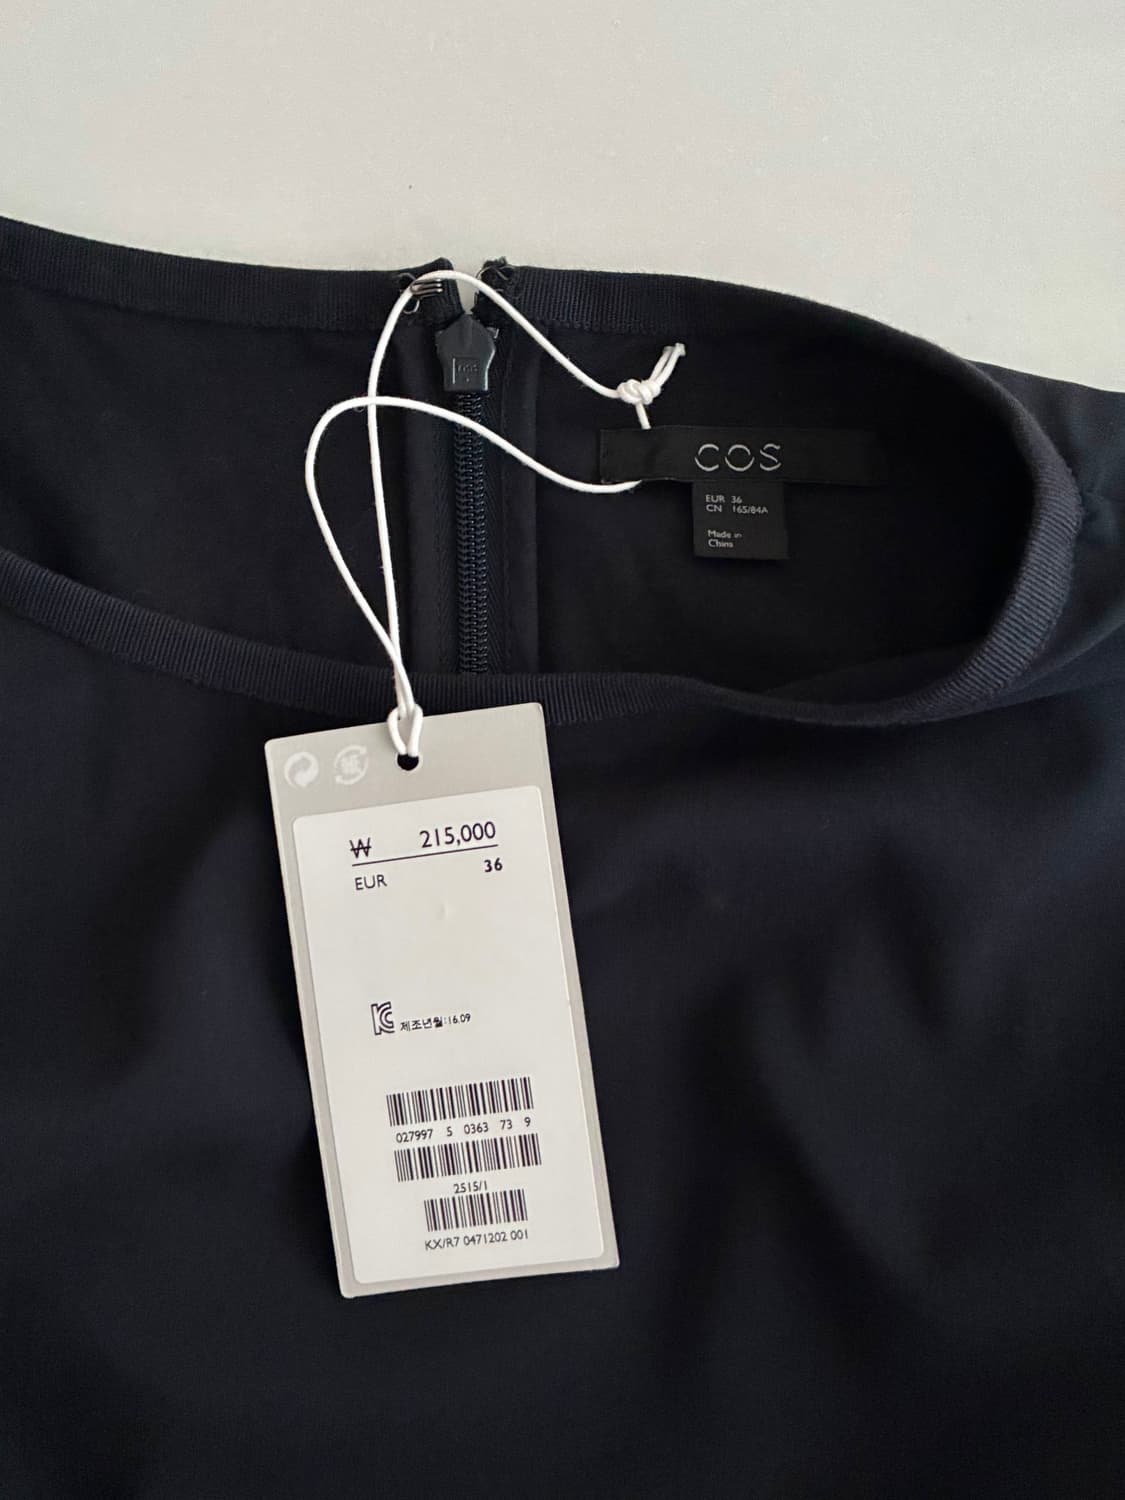 COS
EUR 36
CN 165/84A
Made in
China
₩ 215,000
EUR 36
제조년월:16.09
027997 5 0363 73 9
2515/1
KX/R7 0471202 001